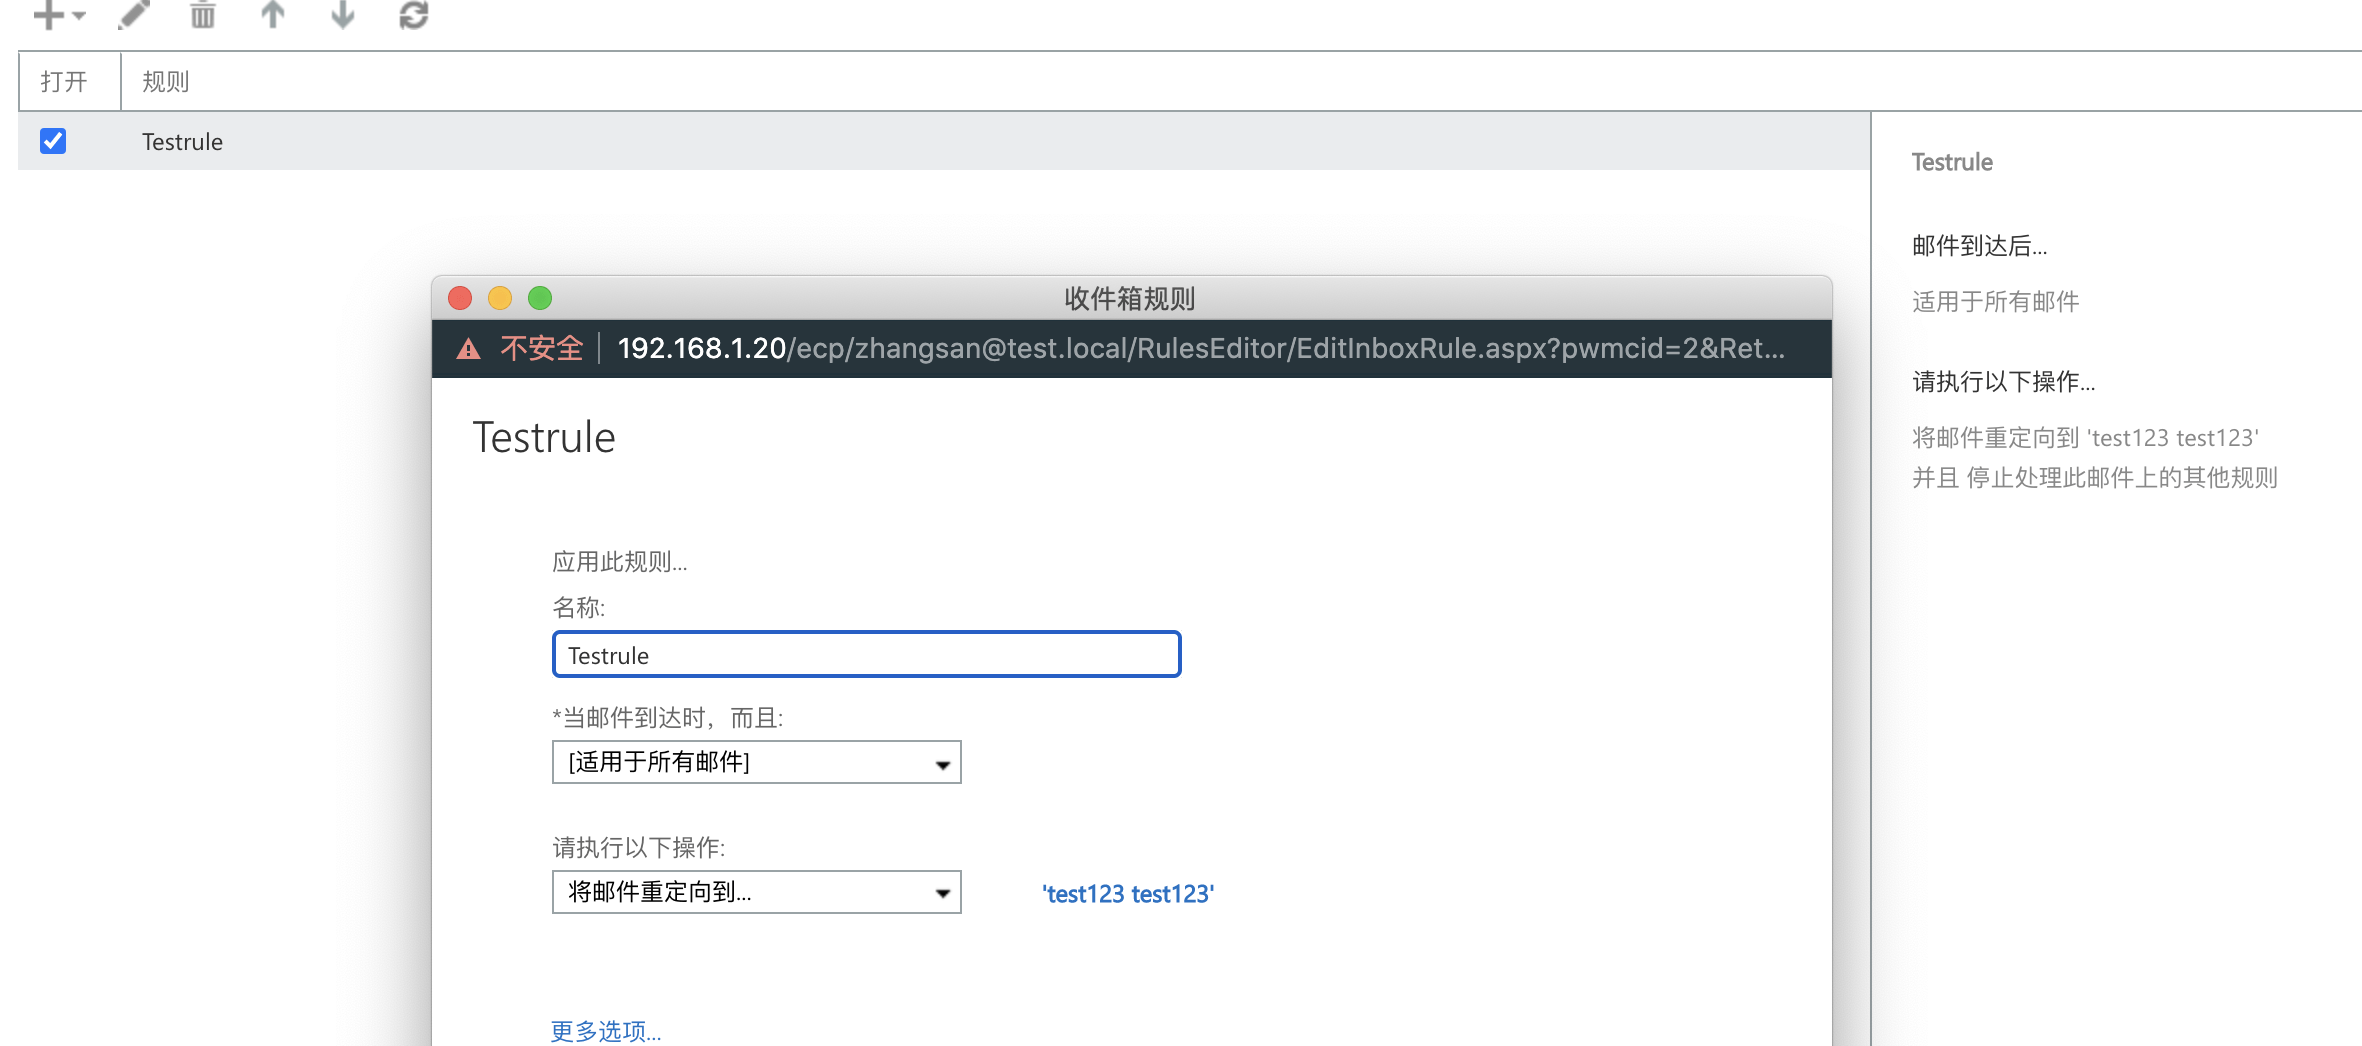 打开 规则
Testrule
Testrule
邮件到达后...
适用于所有邮件
请执行以下操作...
将邮件重定向到 'test123 test123'
并且 停止处理此邮件上的其他规则
收件箱规则
不安全 192.168.1.20/ecp/zhangsan@test.local/RulesEditor/EditInboxRule.aspx?pwmcid=2&Ret...
Testrule
应用此规则...
名称:
Testrule
*当邮件到达时，而且:
[适用于所有邮件]
请执行以下操作:
将邮件重定向到... 'test123 test123'
更多选项...